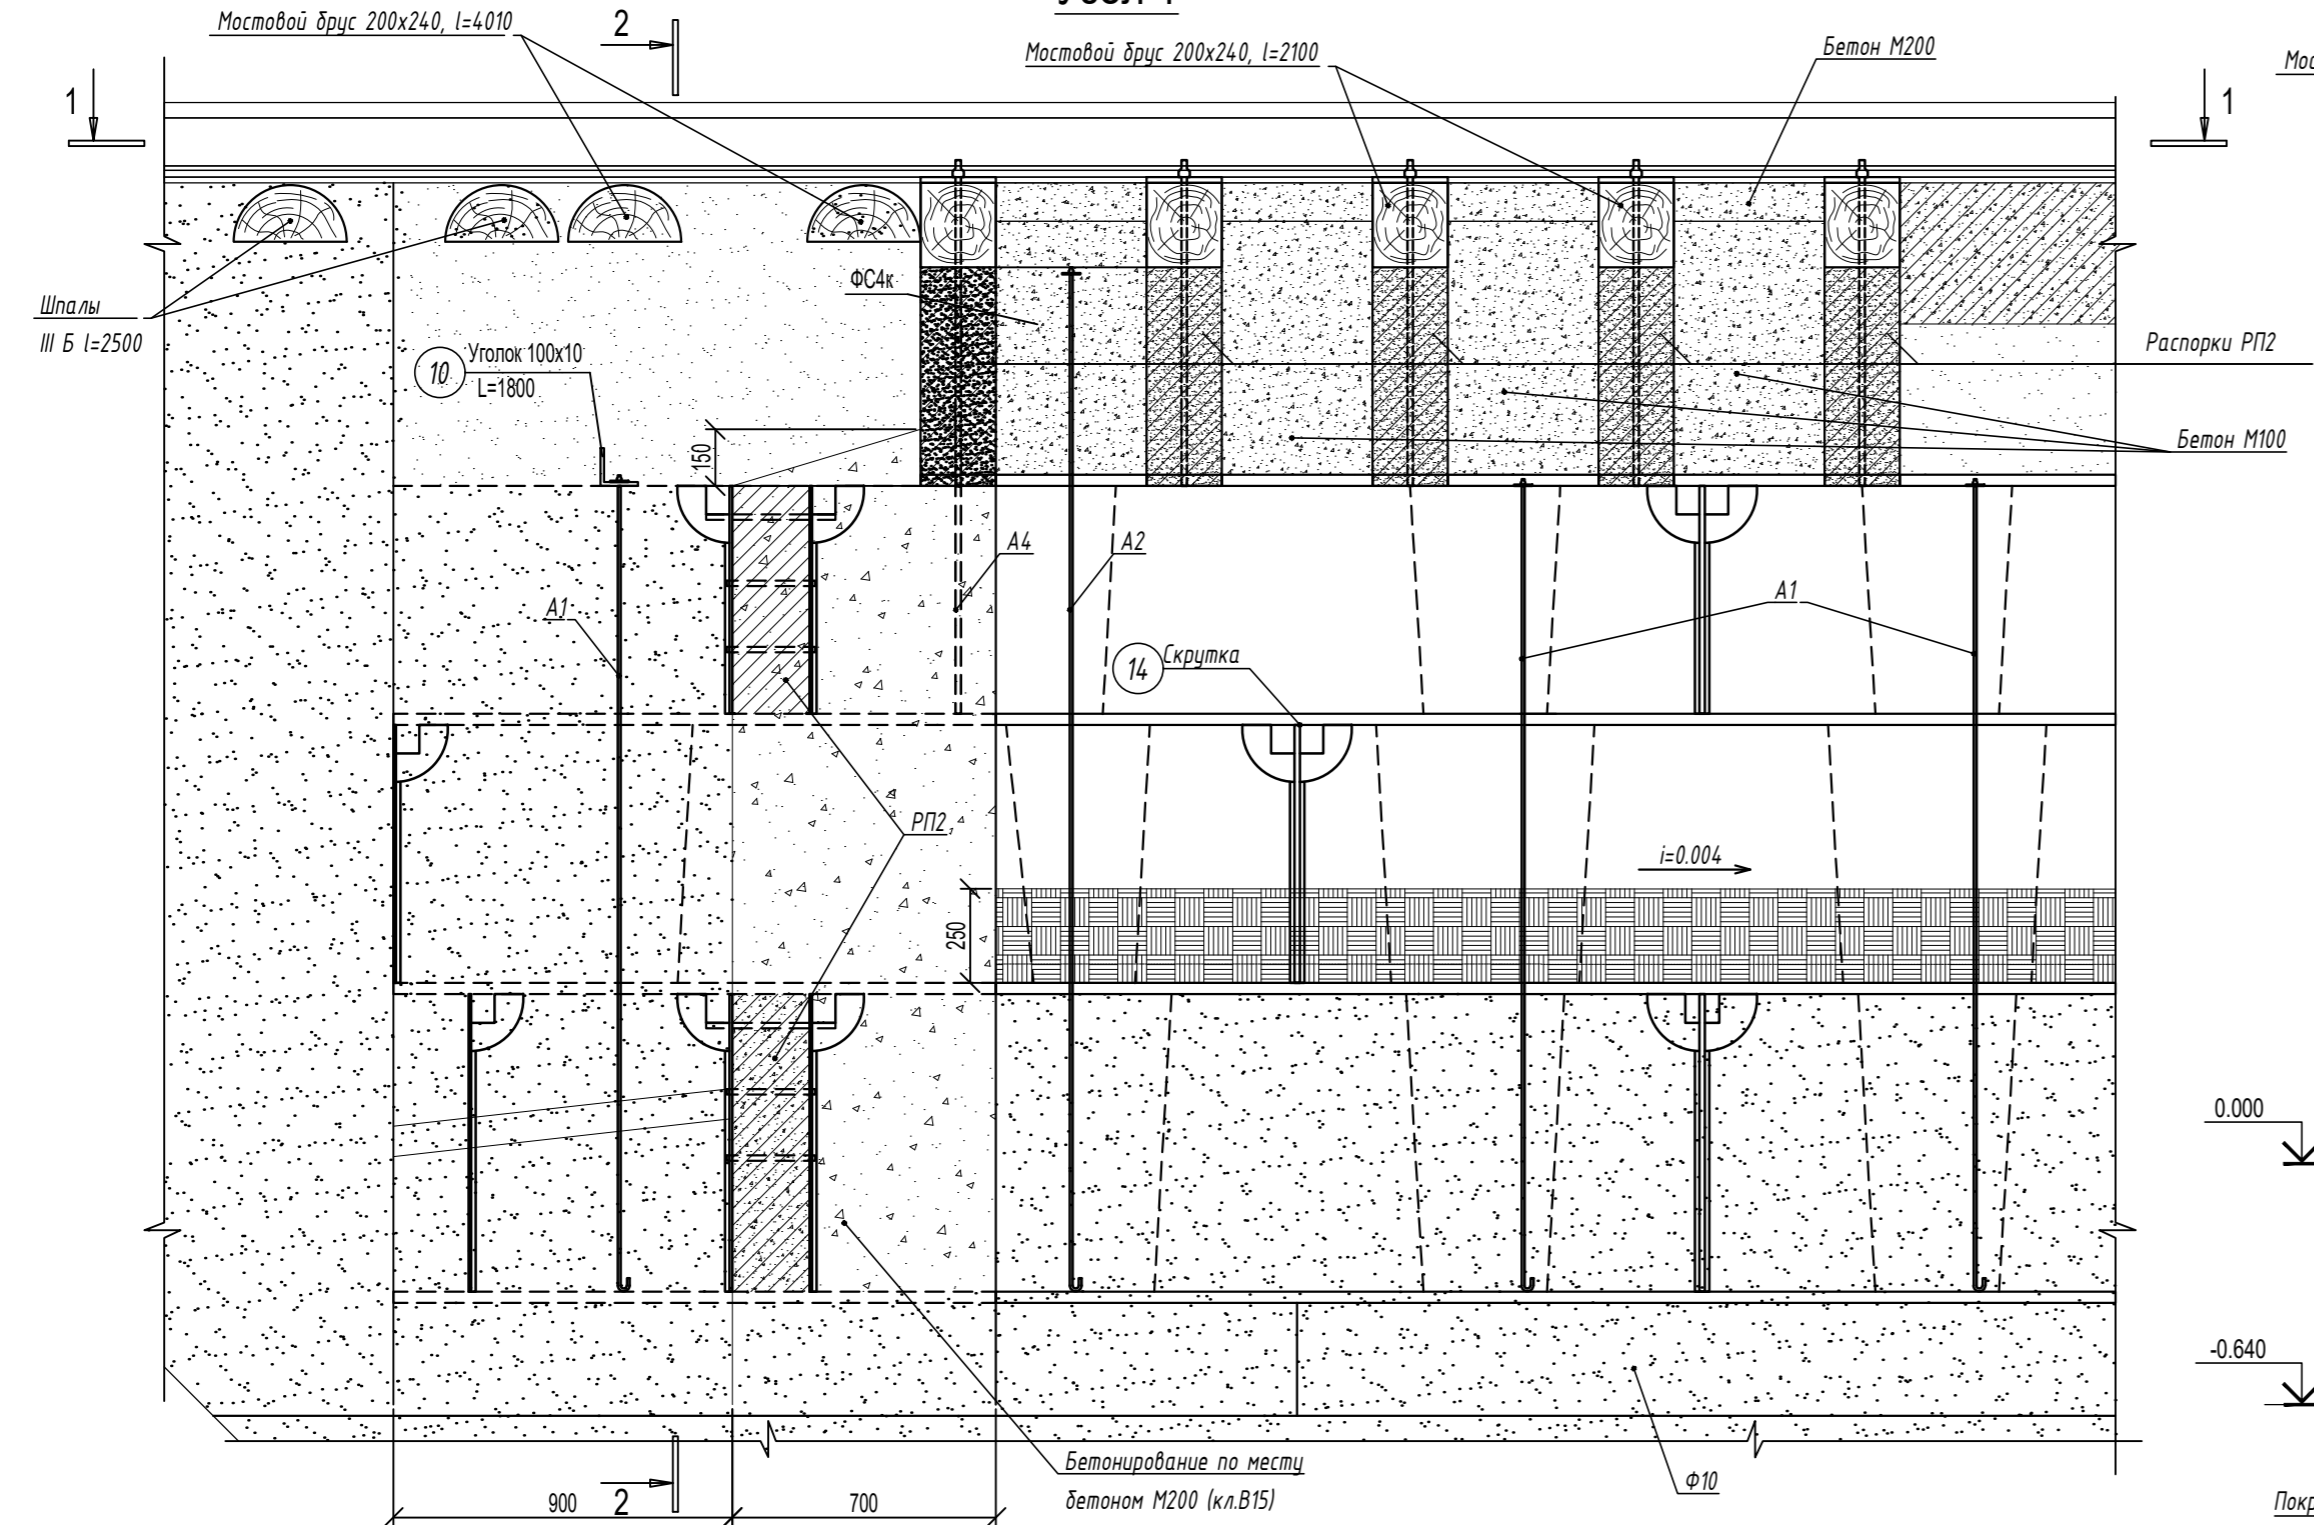 Мостовой брус 200х240, l=4010
2
Мостовой брус 200х240, l=2100
Бетон М200
1
1
ФС4к
Шпалы
III Б l=2500
10
Уголок 100х10
L=1800
Распорки РП2
150
Бетон М100
А4
А2
А1
А1
14
Скрутка
РП2
i=0.004
250
0.000
-0.640
Бетонирование по месту
бетоном М200 (кл.В15)
Ф10
900
2
700